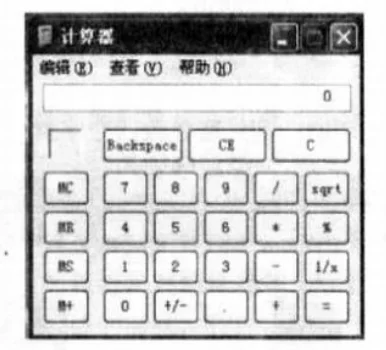 计算器
编辑(E) 查看(V) 帮助(H)
0
Backspace CE C
MC 7 8 9 / sqrt
MR 4 5 6 * %
MS 1 2 3 - 1/x
M+ 0 +/- . + =